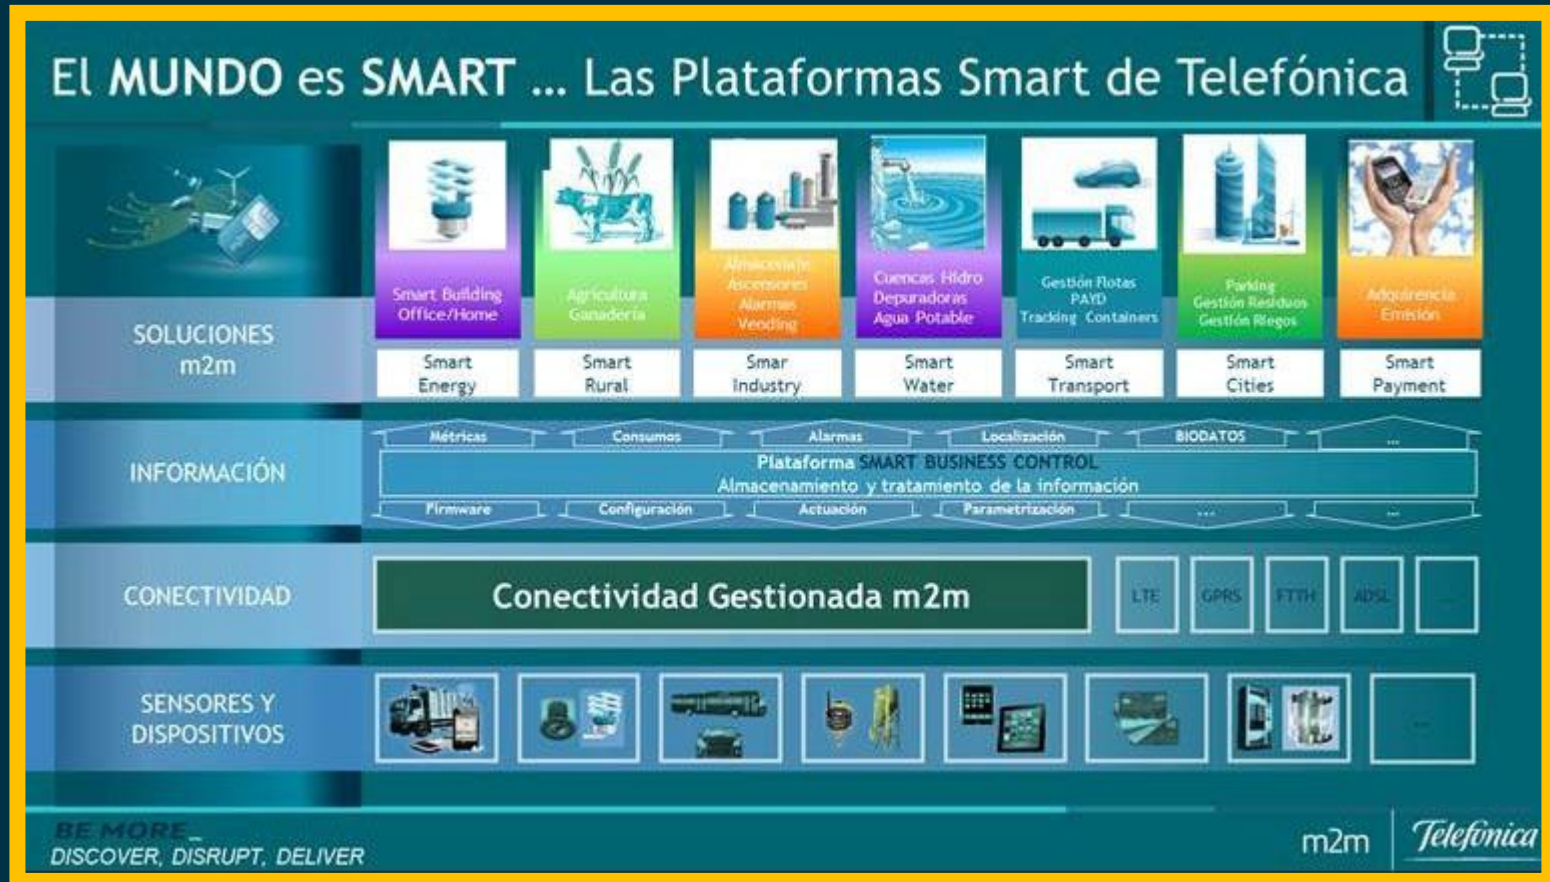 El MUNDO es SMART ... Las Plataformas Smart de Telefónica
Smart Building
Office/Home
Agricultura
Ganadería
Almacenaje
Ascensores
Alarmas
Vending
Cuencas Hidro
Depuradoras
Agua Potable
Gestión Flotas
PAYD
Tracking Containers
Parking
Gestión Residuos
Gestión Riegos
Adquirencia
Emisión
SOLUCIONES
m2m
Smart
Energy
Smart
Rural
Smar
Industry
Smart
Water
Smart
Transport
Smart
Cities
Smart
Payment
INFORMACIÓN
Métricas
Consumos
Alarmas
Localización
BIODATOS
...
Plataforma SMART BUSINESS CONTROL
Almacenamiento y tratamiento de la información
Firmware
Configuración
Actuación
Parametrización
...
...
CONECTIVIDAD
Conectividad Gestionada m2m
LTE
GPRS
FTTH
ADSL
...
SENSORES Y
DISPOSITIVOS
...
BE MORE_
DISCOVER, DISRUPT, DELIVER
m2m
Telefónica